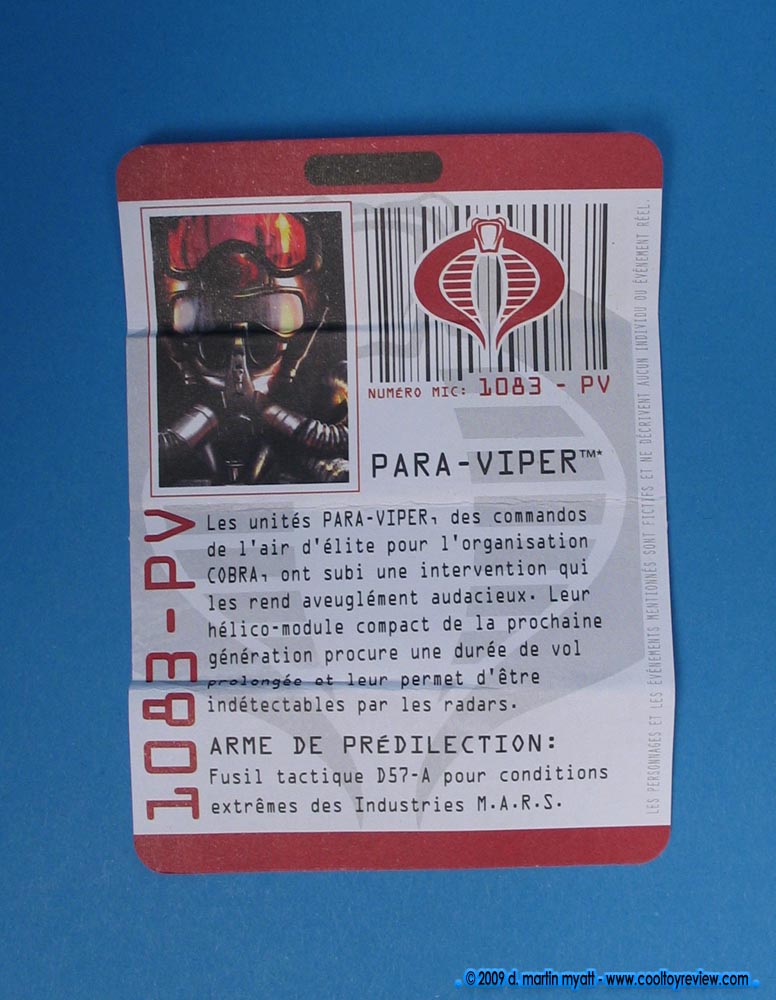 NUMÉRO MIC: 1083 - PV
PARA-VIPER™*
1083-PV
Les unités PARA-VIPER, des commandos
de l'air d'élite pour l'organisation
COBRA, ont subi une intervention qui
les rend aveuglément audacieux. Leur
hélico-module compact de la prochaine
génération procure une durée de vol
prolongée et leur permet d'être
indétectables par les radars.
ARME DE PRÉDILECTION:
Fusil tactique D57-A pour conditions
extrêmes des Industries M.A.R.S.
LES PERSONNAGES ET LES ÉVÉNEMENTS MENTIONNÉS SONT FICTIFS ET NE DÉCRIVENT AUCUN INDIVIDU OU ÉVÉNEMENT RÉEL.
© 2009 d. martin myatt - www.cooltoyreview.com